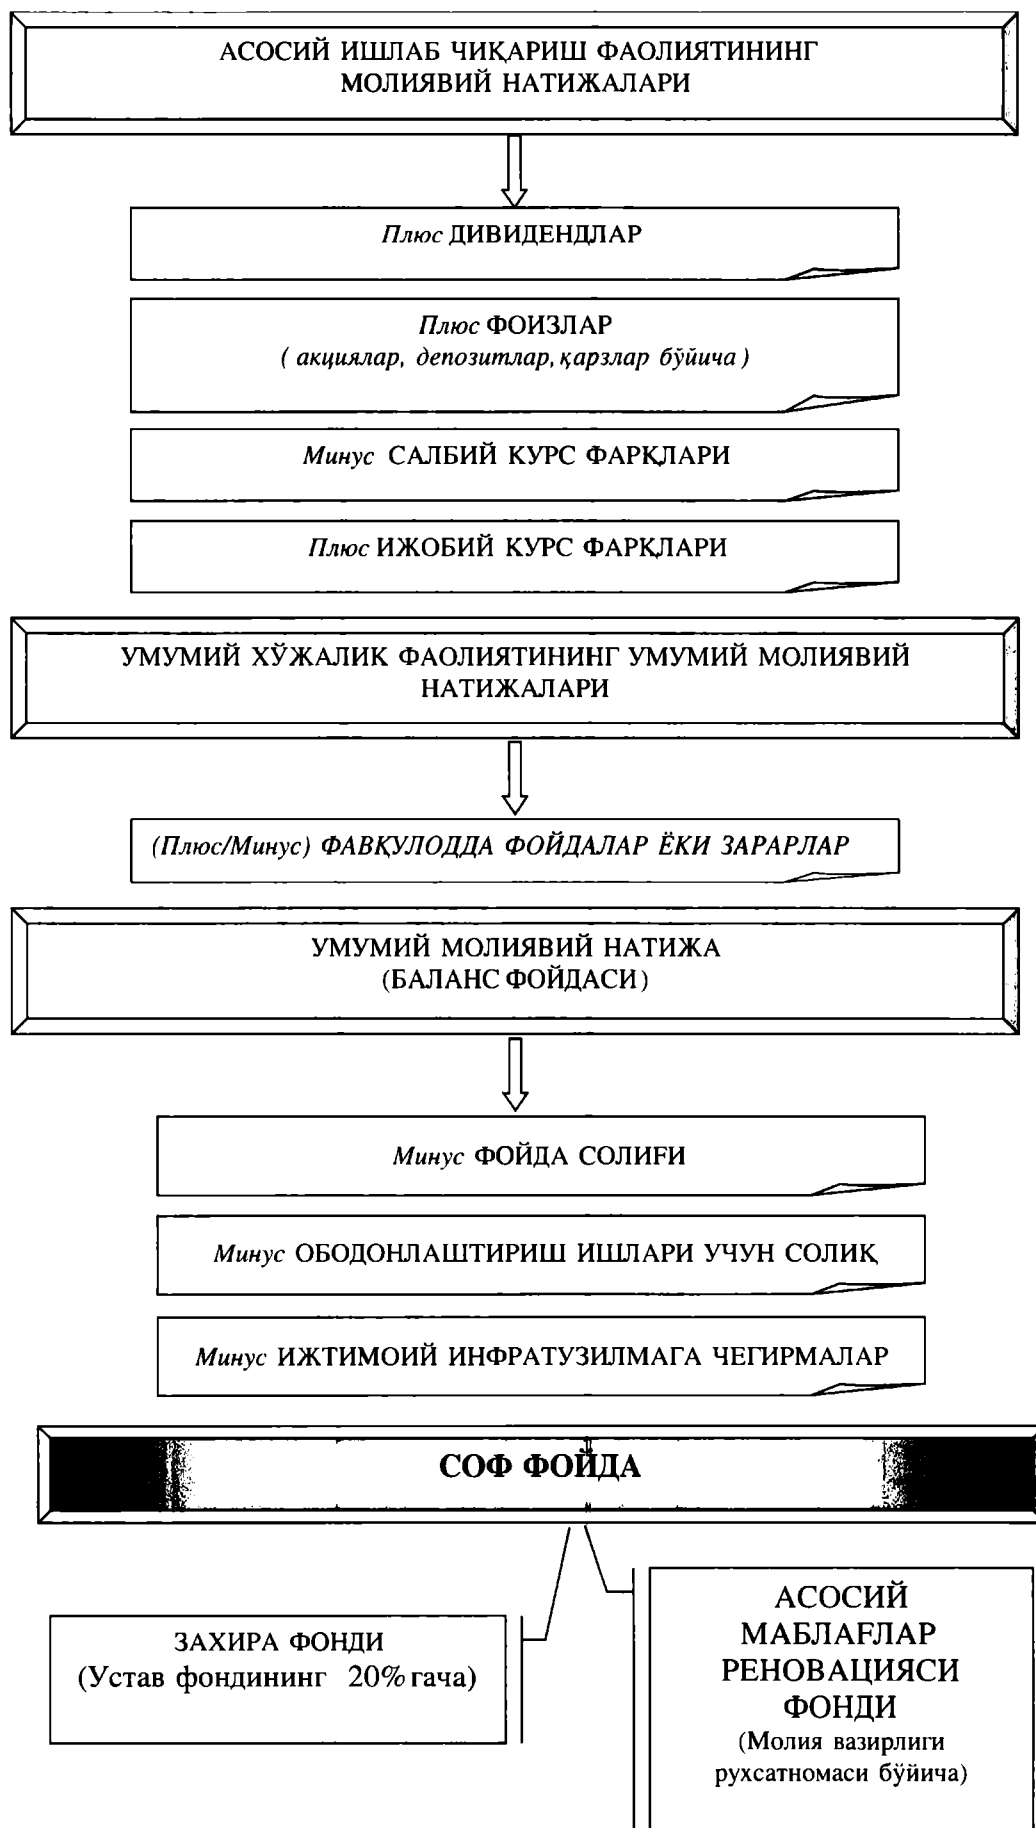 АСОСИЙ ИШЛАБ ЧИҚАРИШ ФАОЛИЯТИНИНГ
МОЛИЯВИЙ НАТИЖАЛАРИ
Плюс ДИВИДЕНДЛАР
Плюс ФОИЗЛАР
( акциялар, депозитлар, қарзлар бўйича )
Минус САЛБИЙ КУРС ФАРҚЛАРИ
Плюс ИЖОБИЙ КУРС ФАРҚЛАРИ
УМУМИЙ ХЎЖАЛИК ФАОЛИЯТИНИНГ УМУМИЙ МОЛИЯВИЙ
НАТИЖАЛАРИ
(Плюс/Минус) ФАВҚУЛОДДА ФОЙДАЛАР ЁКИ ЗАРАРЛАР
УМУМИЙ МОЛИЯВИЙ НАТИЖА
(БАЛАНС ФОЙДАСИ)
Минус ФОЙДА СОЛИҒИ
Минус ОБОДОНЛАШТИРИШ ИШЛАРИ УЧУН СОЛИҚ
Минус ИЖТИМОИЙ ИНФРАТУЗИЛМАГА ЧЕГИРМАЛАР
СОФ ФОЙДА
ЗАХИРА ФОНДИ
(Устав фондининг 20% гача)
АСОСИЙ
МАБЛАҒЛАР
РЕНОВАЦИЯСИ
ФОНДИ
(Молия вазирлиги
рухсатномаси бўйича)